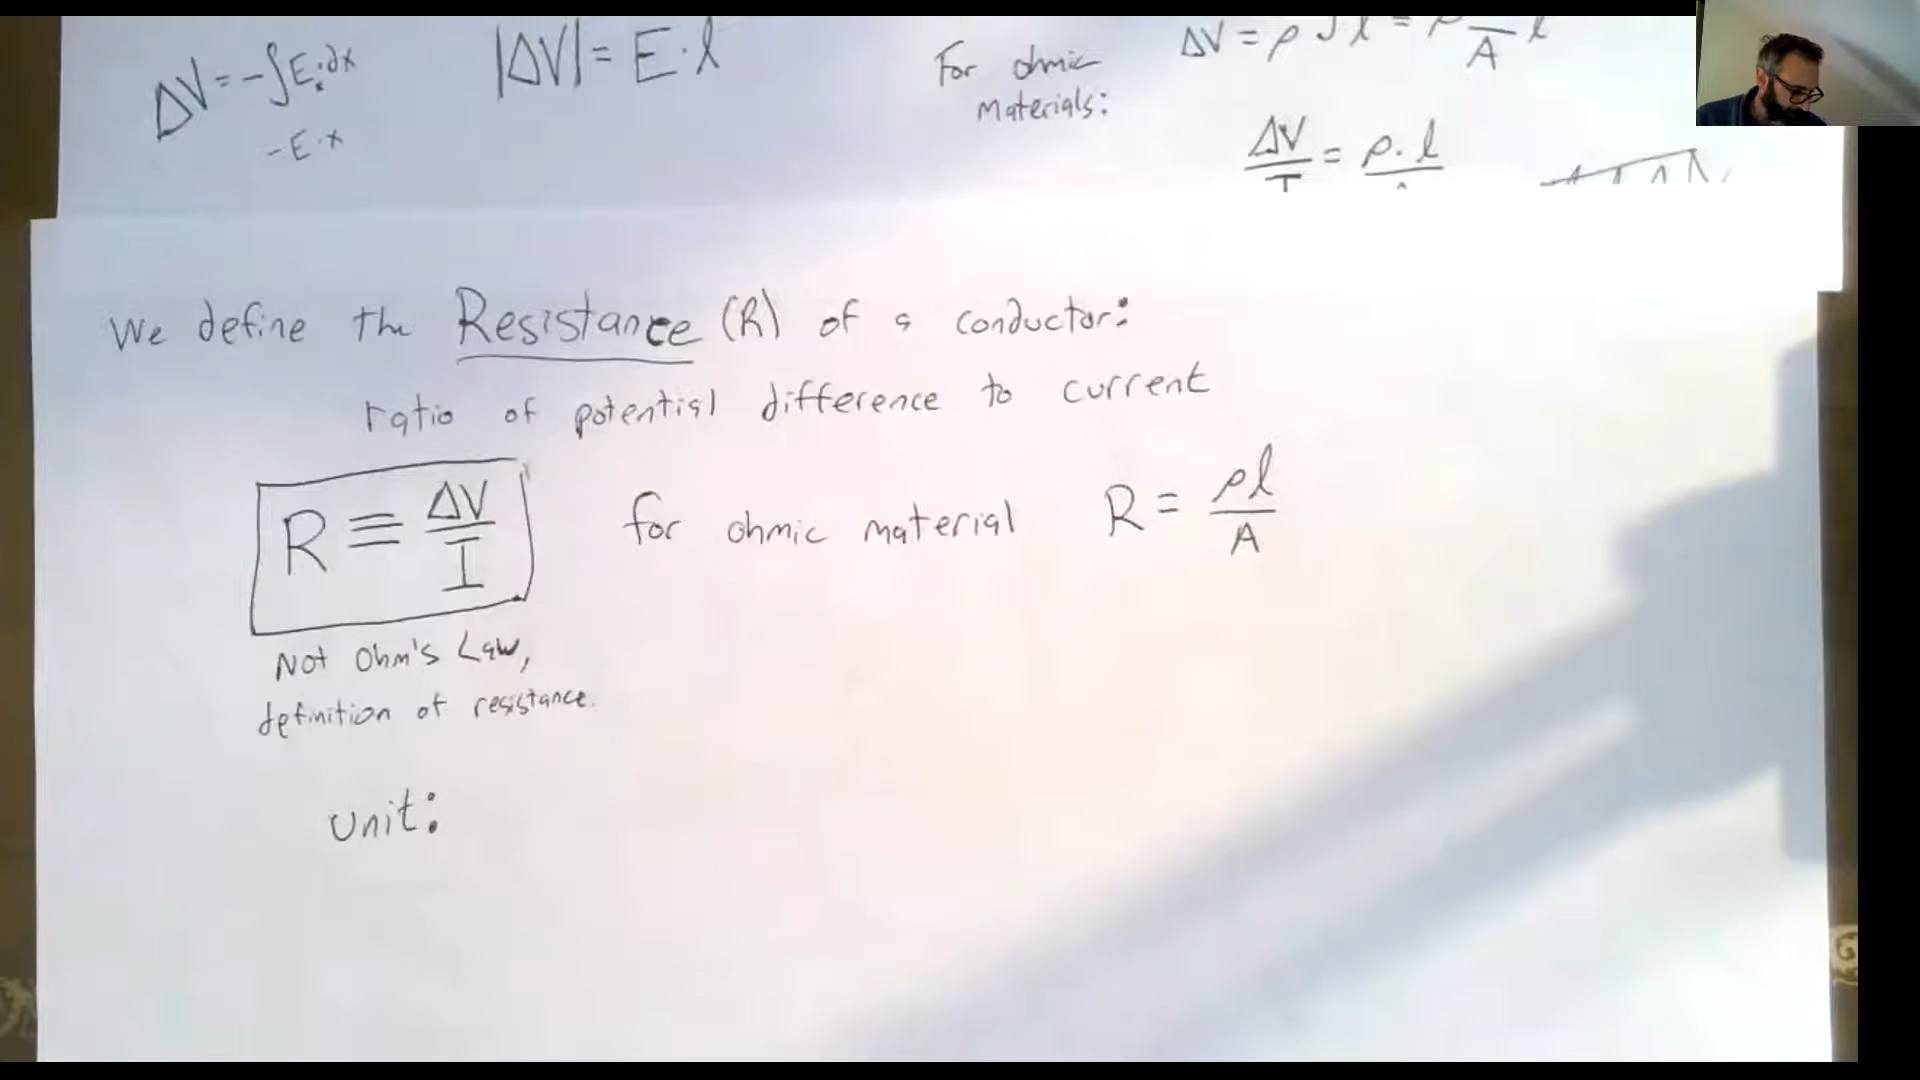 ΔV = -∫E·dx
-E·x
|ΔV| = E·l
For ohmic
Materials:
ΔV = ρJl = ρ/A l
ΔV/I = ρ·l
We define the Resistance (R) of a conductor:
ratio of potential difference to current
R ≡ ΔV/I
for ohmic material R = ρl/A
Not Ohm's Law,
definition of resistance.
Unit: